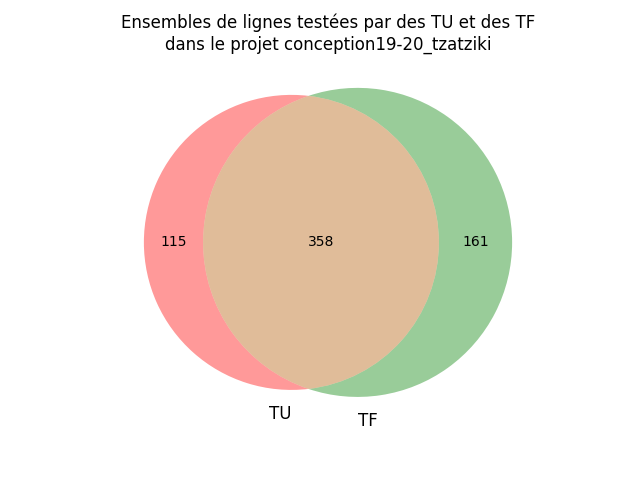 Ensembles de lignes testées par des TU et des TF
dans le projet conception19-20_tzatziki
115
358
161
TU
TF